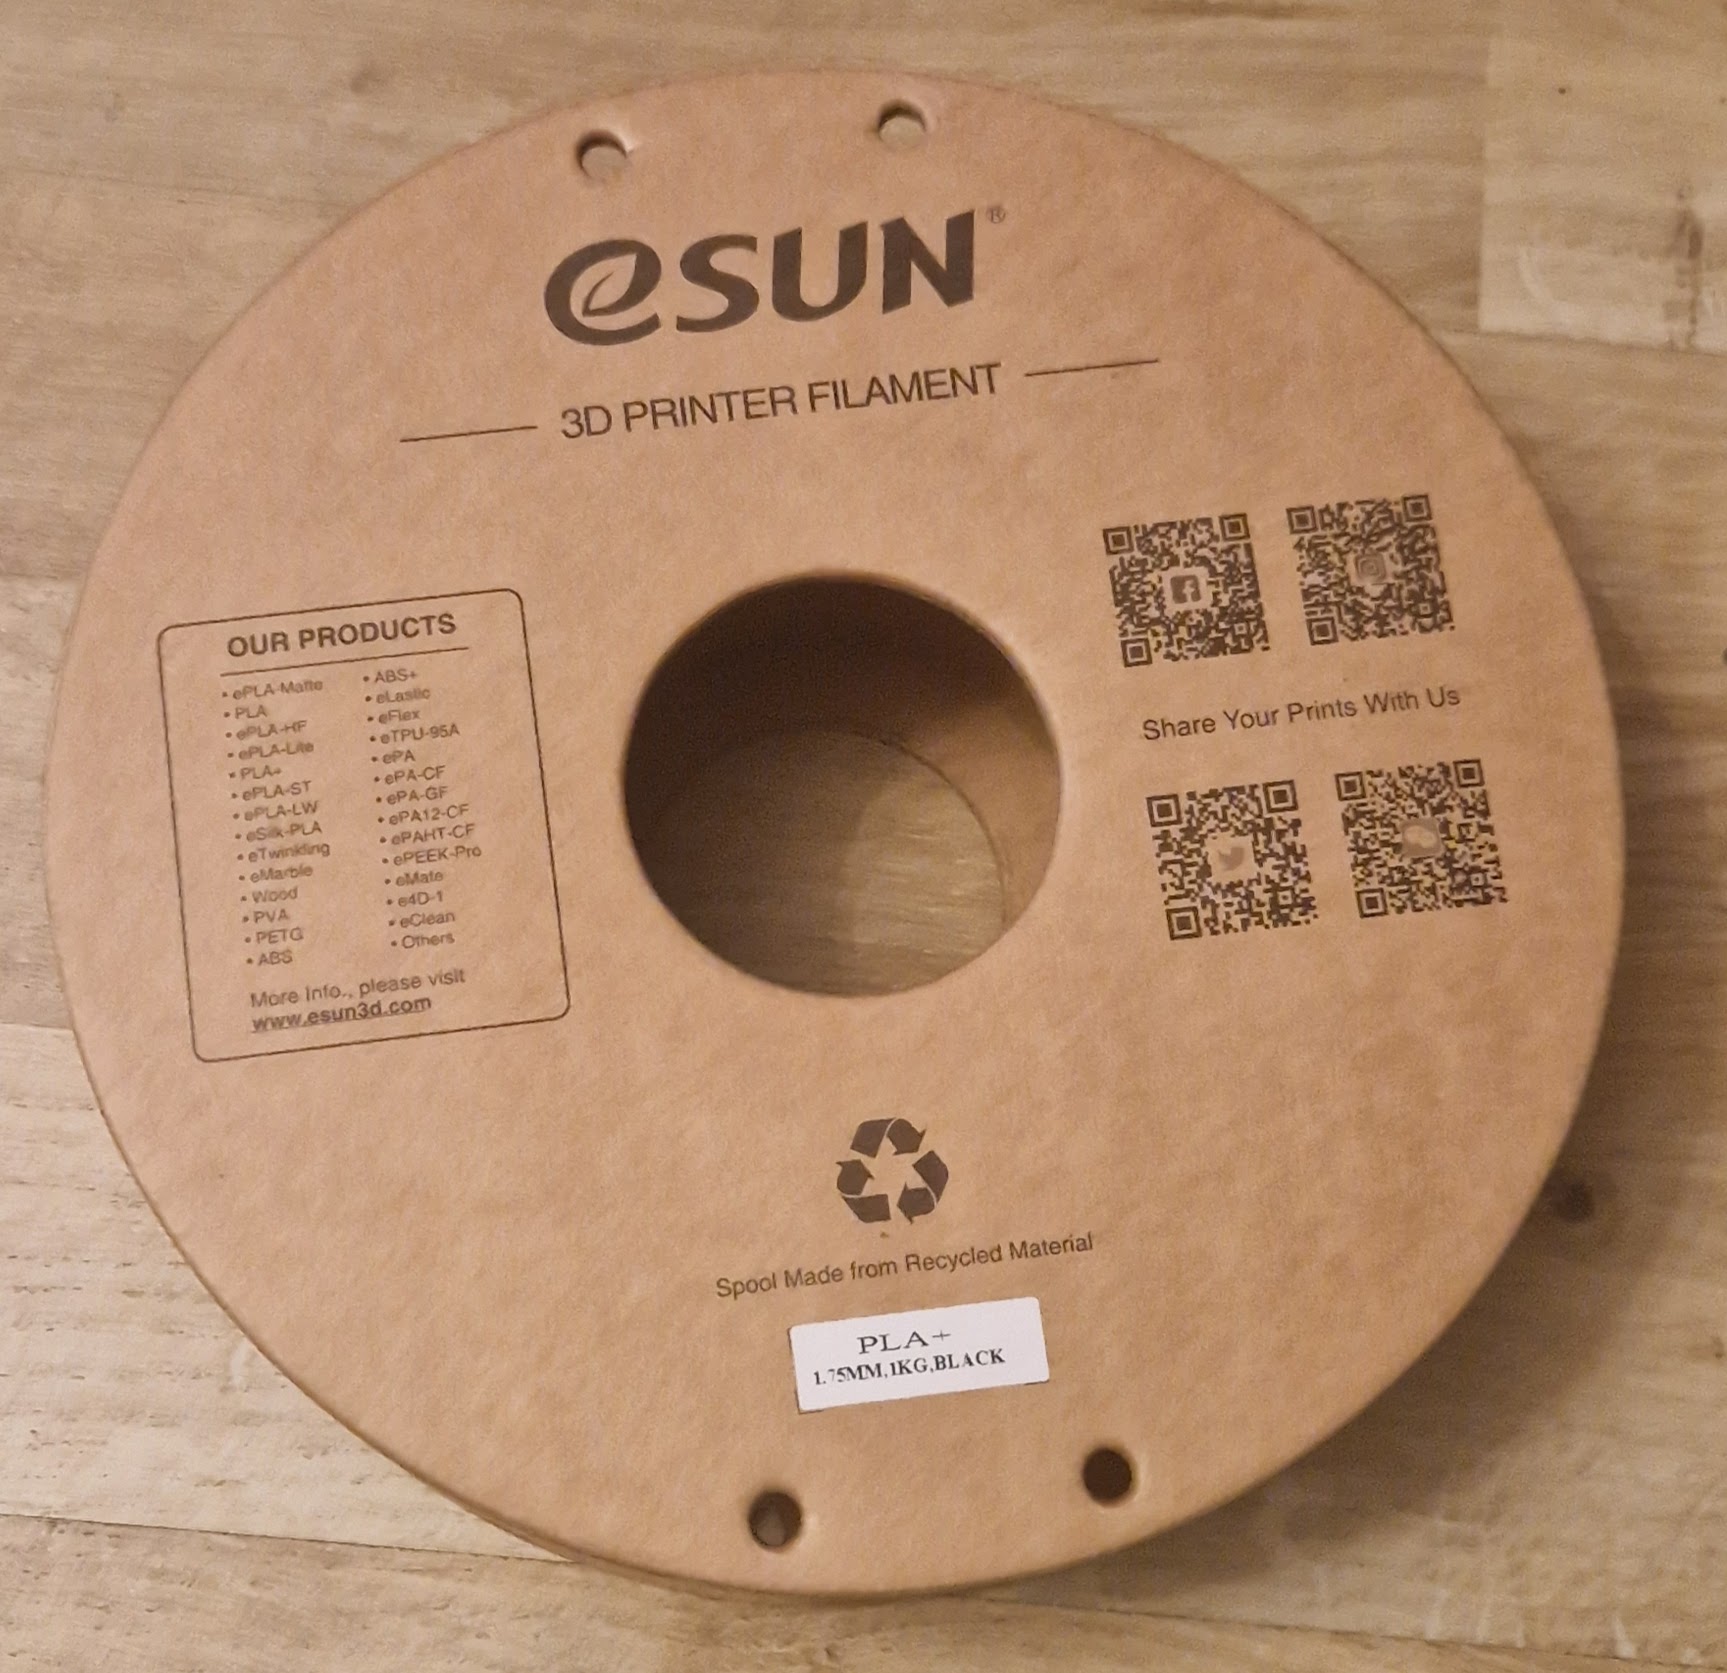 eSUN®
3D PRINTER FILAMENT
OUR PRODUCTS
• ePLA-Matte
• PLA
• ePLA-HF
• ePLA-Lite
• PLA+
• ePLA-ST
• ePLA-LW
• eSilk-PLA
• eTwinkling
• eMarble
• Wood
• PVA
• PETG
• ABS
• ABS+
• eLastic
• eFlex
• eTPU-95A
• ePA
• ePA-CF
• ePA-GF
• ePA12-CF
• ePAHT-CF
• ePEEK-Pro
• eMate
• e4D-1
• eClean
• Others
More Info., please visit
www.esun3d.com
Share Your Prints With Us
Spool Made from Recycled Material
PLA+
1.75MM,1KG,BLACK